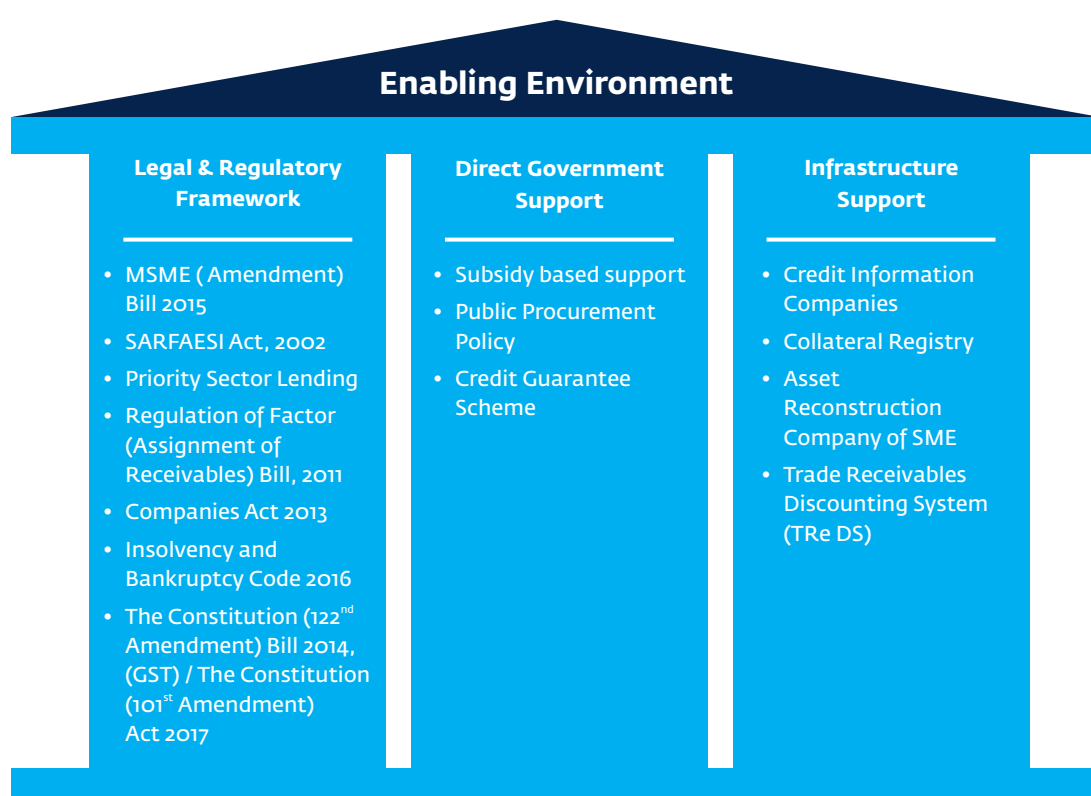 Enabling Environment
Legal & Regulatory
Framework
• MSME ( Amendment)
Bill 2015
• SARFAESI Act, 2002
• Priority Sector Lending
• Regulation of Factor
(Assignment of
Receivables) Bill, 2011
• Companies Act 2013
• Insolvency and
Bankruptcy Code 2016
• The Constitution (122nd
Amendment) Bill 2014,
(GST) / The Constitution
(101st Amendment)
Act 2017
Direct Government
Support
• Subsidy based support
• Public Procurement
Policy
• Credit Guarantee
Scheme
Infrastructure
Support
• Credit Information
Companies
• Collateral Registry
• Asset
Reconstruction
Company of SME
• Trade Receivables
Discounting System
(TRe DS)